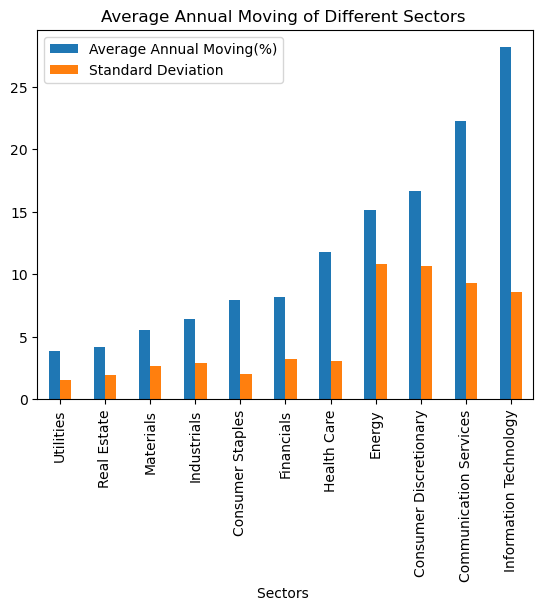 Average Annual Moving of Different Sectors
Average Annual Moving(%)
Standard Deviation
25
20
15
10
5
0
Utilities
Real Estate
Materials
Industrials
Consumer Staples
Financials
Health Care
Energy
Consumer Discretionary
Communication Services
Information Technology
Sectors